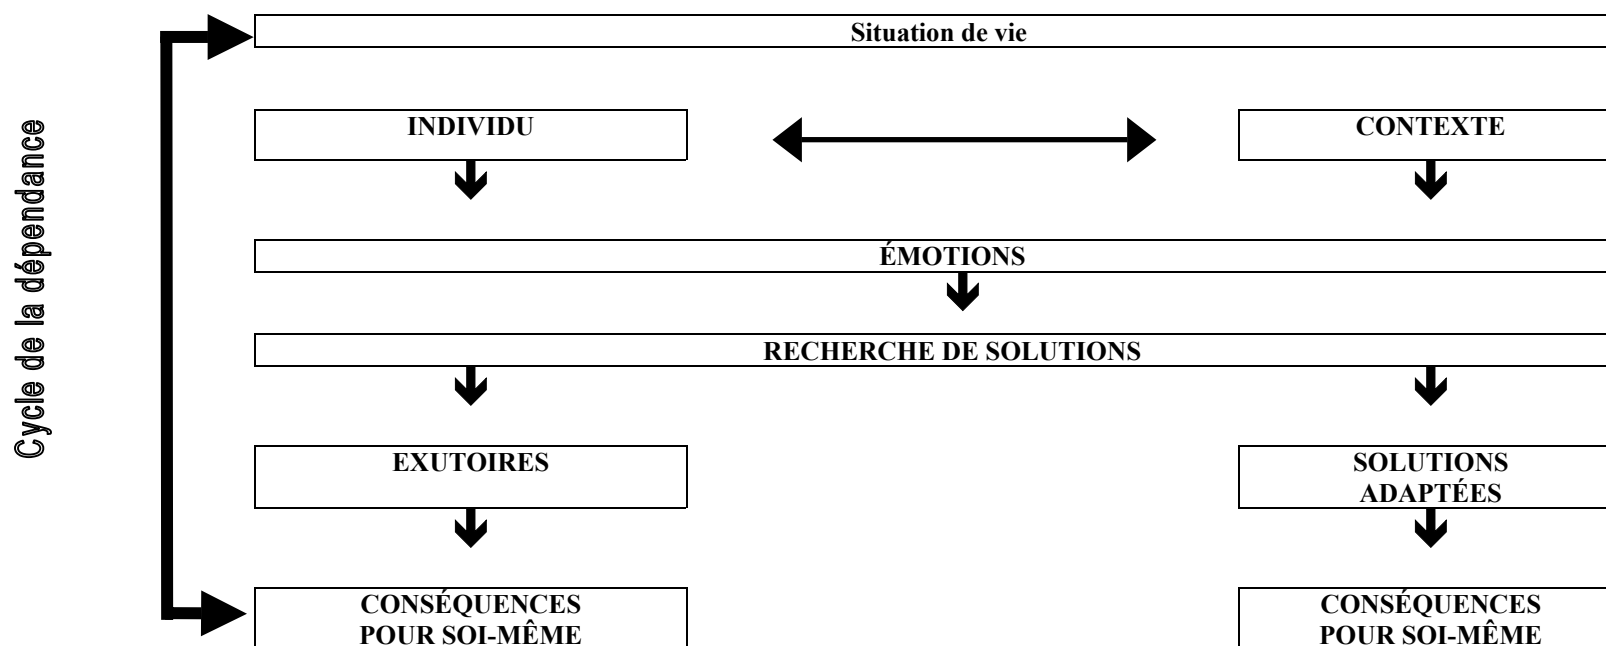 Cycle de la dépendance
Situation de vie
INDIVIDU
CONTEXTE
ÉMOTIONS
RECHERCHE DE SOLUTIONS
EXUTOIRES
SOLUTIONS
ADAPTÉES
CONSÉQUENCES
POUR SOI-MÊME
CONSÉQUENCES
POUR SOI-MÊME